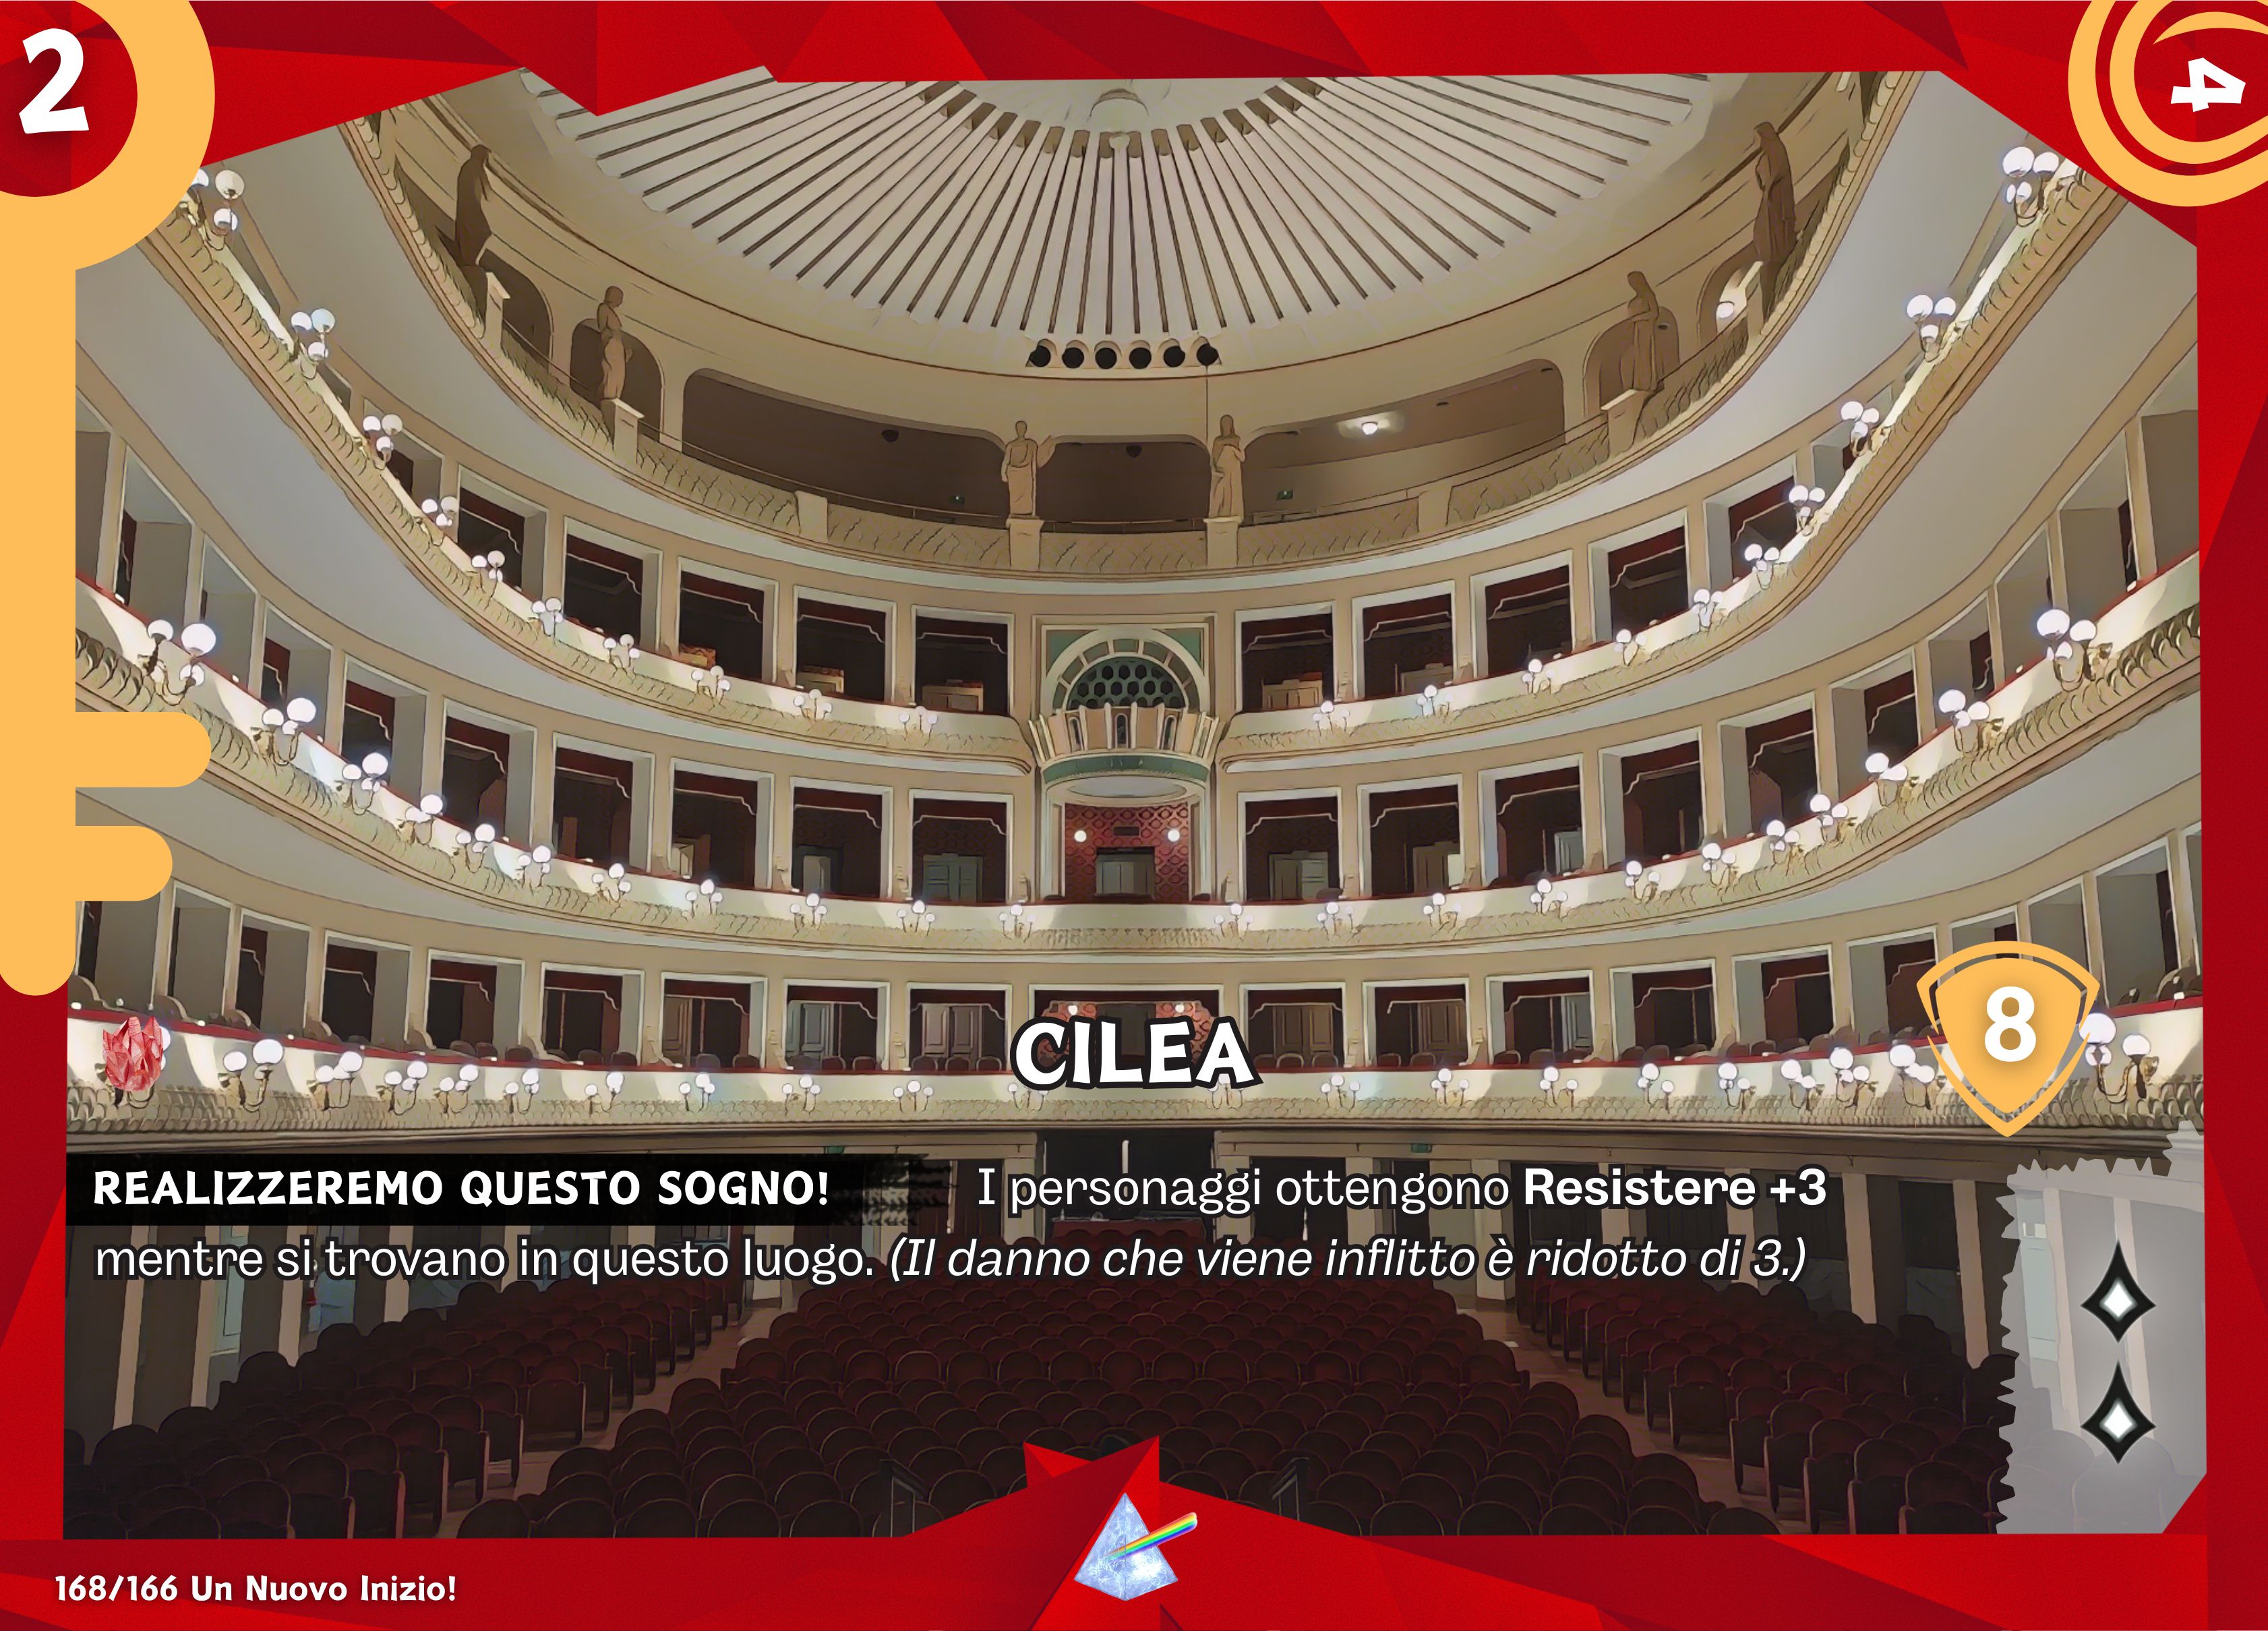 2
4
CILEA
8
REALIZZEREMO QUESTO SOGNO! I personaggi ottengono Resistere +3
mentre si trovano in questo luogo. (Il danno che viene inflitto è ridotto di 3.)
168/166 Un Nuovo Inizio!